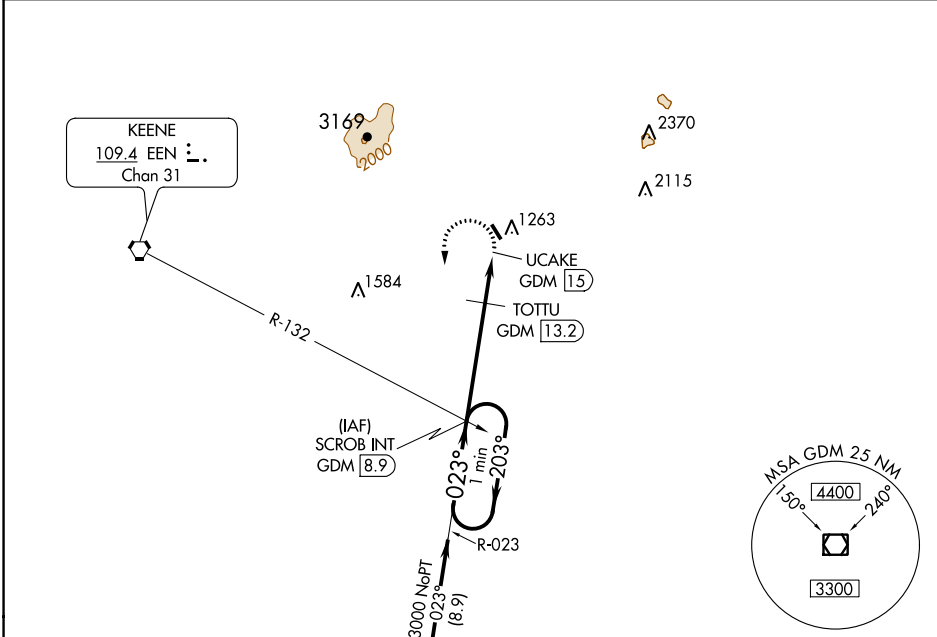 KEENE
109.4 EEN
Chan 31
3169
2000
2370
2115
1263
1584
UCAKE
GDM 15
TOTTU
GDM 13.2
R-132
(IAF)
SCROB INT
GDM 8.9
023°
1 min
203°
R-023
3000 NoPT
023°
(8.9)
MSA GDM 25 NM
150°
4400
240°
3300